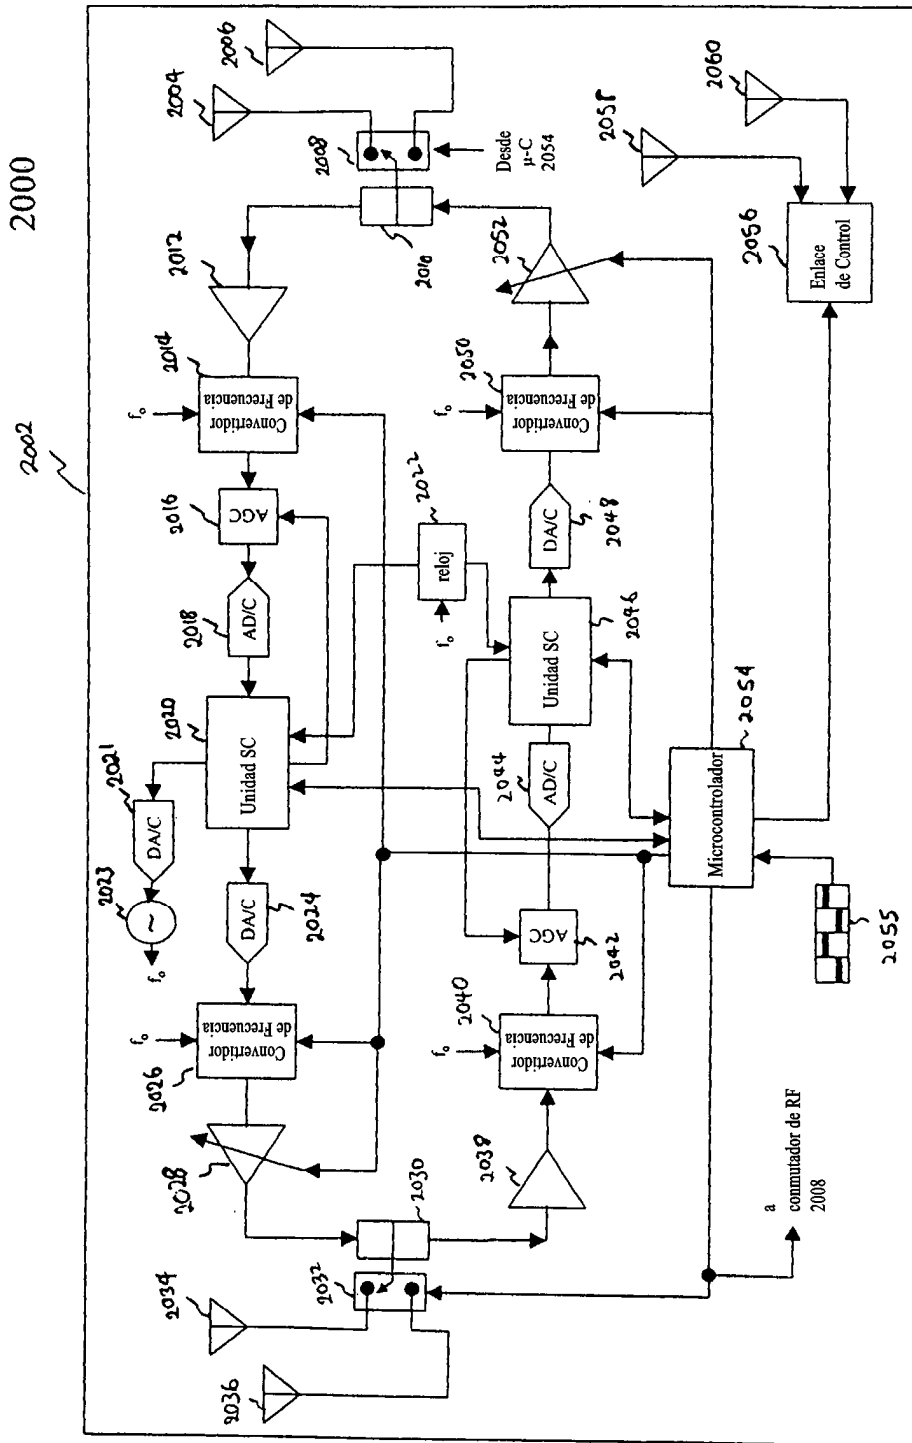 2000
2002
2006
2004
2008
Desde
μ-C
2054
2010
2012
2014
f₀
Convertidor
de Frecuencia
2016
AGC
2018
AD/C
2020
Unidad SC
2021
DA/C
2023
~
f₀
2022
reloj
f₀
2024
DA/C
2026
f₀
Convertidor
de Frecuencia
2028
2030
2032
2034
2036
2038
2040
f₀
Convertidor
de Frecuencia
2042
AGC
2044
AD/C
2046
Unidad SC
2048
DA/C
2050
f₀
Convertidor
de Frecuencia
2052
2054
Microcontrolador
2055
2056
Enlace
de Control
2058
2060
a
conmutador de RF
2008